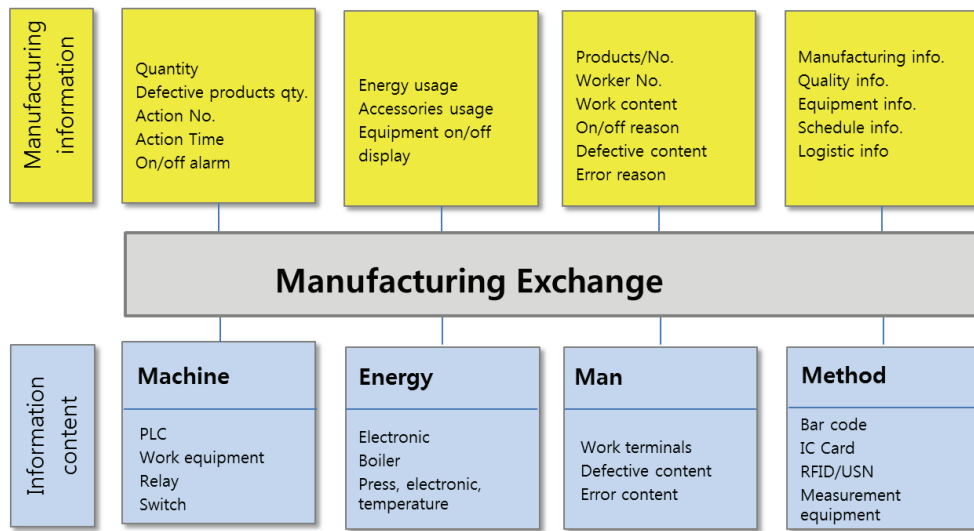 Manufacturing
information
Quantity
Defective products qty.
Action No.
Action Time
On/off alarm
Energy usage
Accessories usage
Equipment on/off
display
Products/No.
Worker No.
Work content
On/off reason
Defective content
Error reason
Manufacturing info.
Quality info.
Equipment info.
Schedule info.
Logistic info
Manufacturing Exchange
Information
content
Machine
PLC
Work equipment
Relay
Switch
Energy
Electronic
Boiler
Press, electronic,
temperature
Man
Work terminals
Defective content
Error content
Method
Bar code
IC Card
RFID/USN
Measurement
equipment